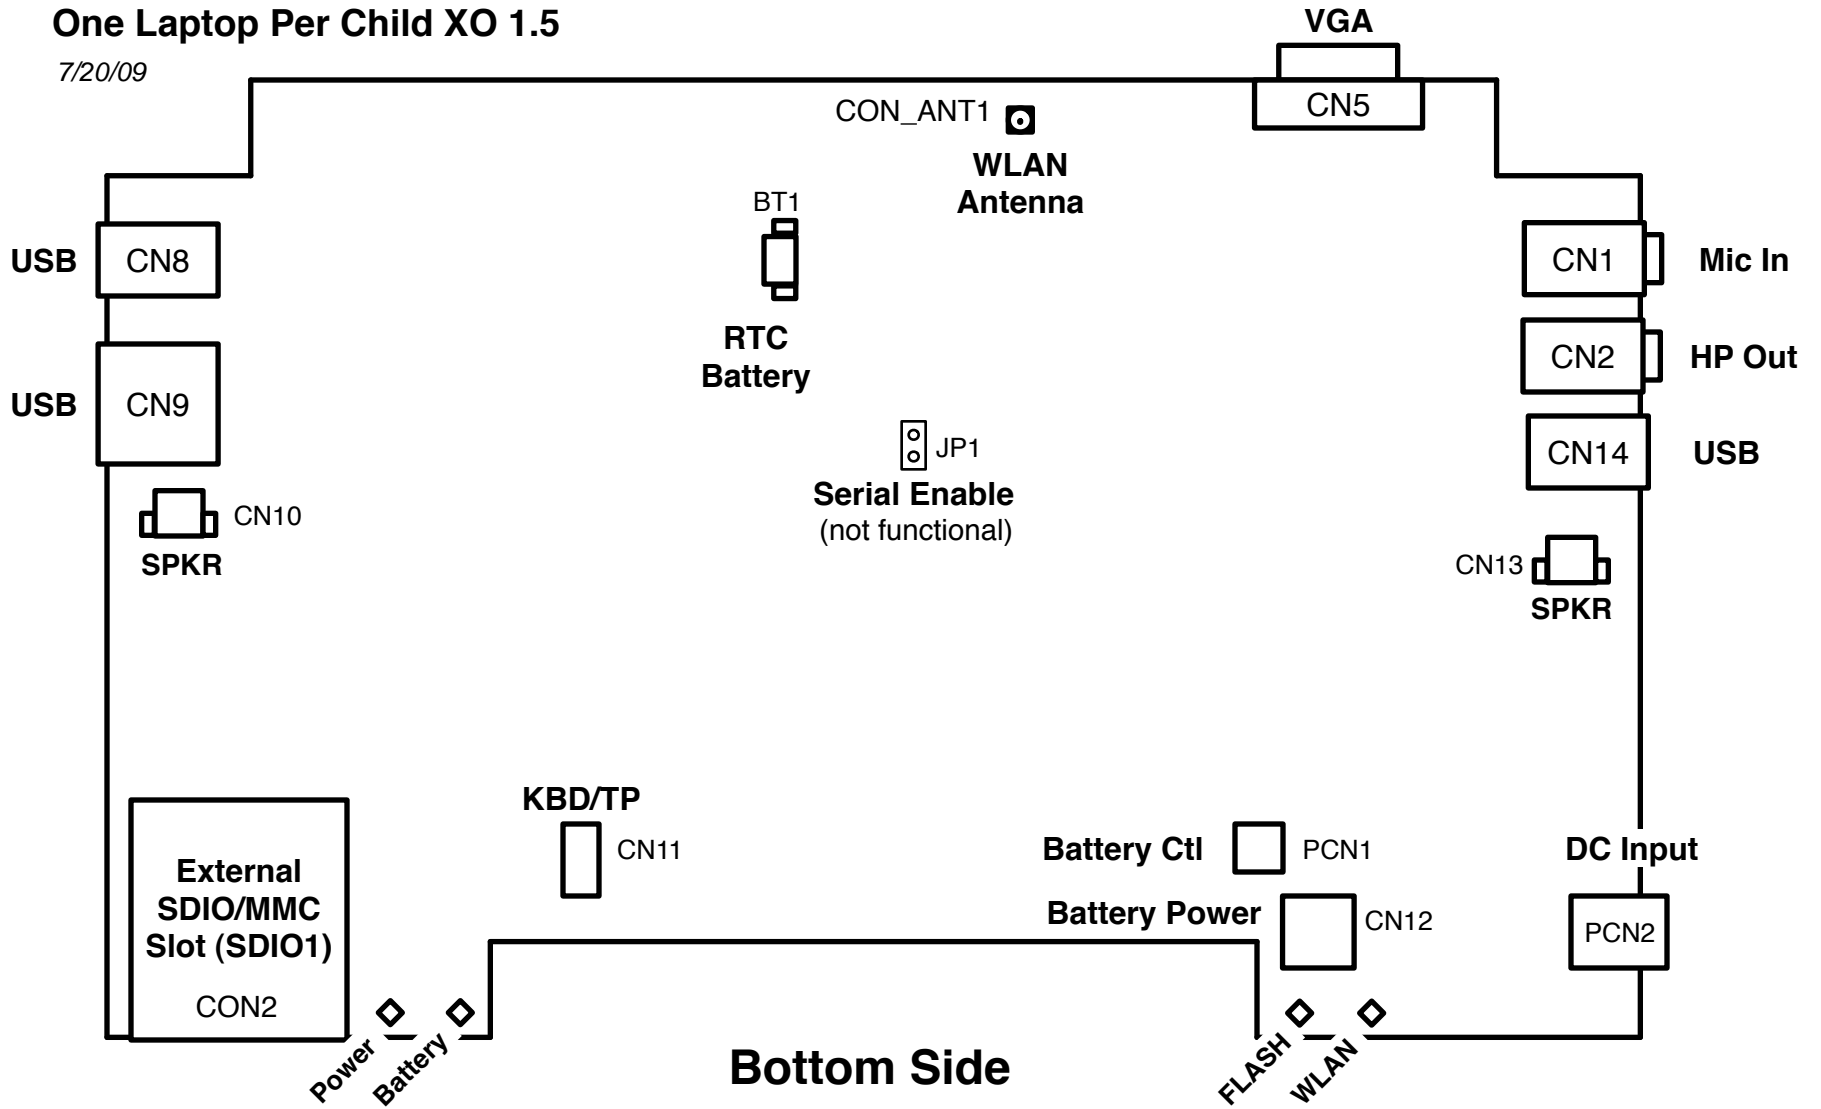 One Laptop Per Child XO 1.5
7/20/09
VGA
CN5
CON_ANT1
WLAN
Antenna
BT1
RTC
Battery
USB
CN8
USB
CN9
CN10
SPKR
JP1
Serial Enable
(not functional)
CN1
Mic In
CN2
HP Out
CN14
USB
CN13
SPKR
External
SDIO/MMC
Slot (SDIO1)
CON2
KBD/TP
CN11
Battery Ctl
PCN1
Battery Power
CN12
DC Input
PCN2
Power
Battery
Bottom Side
FLASH
WLAN